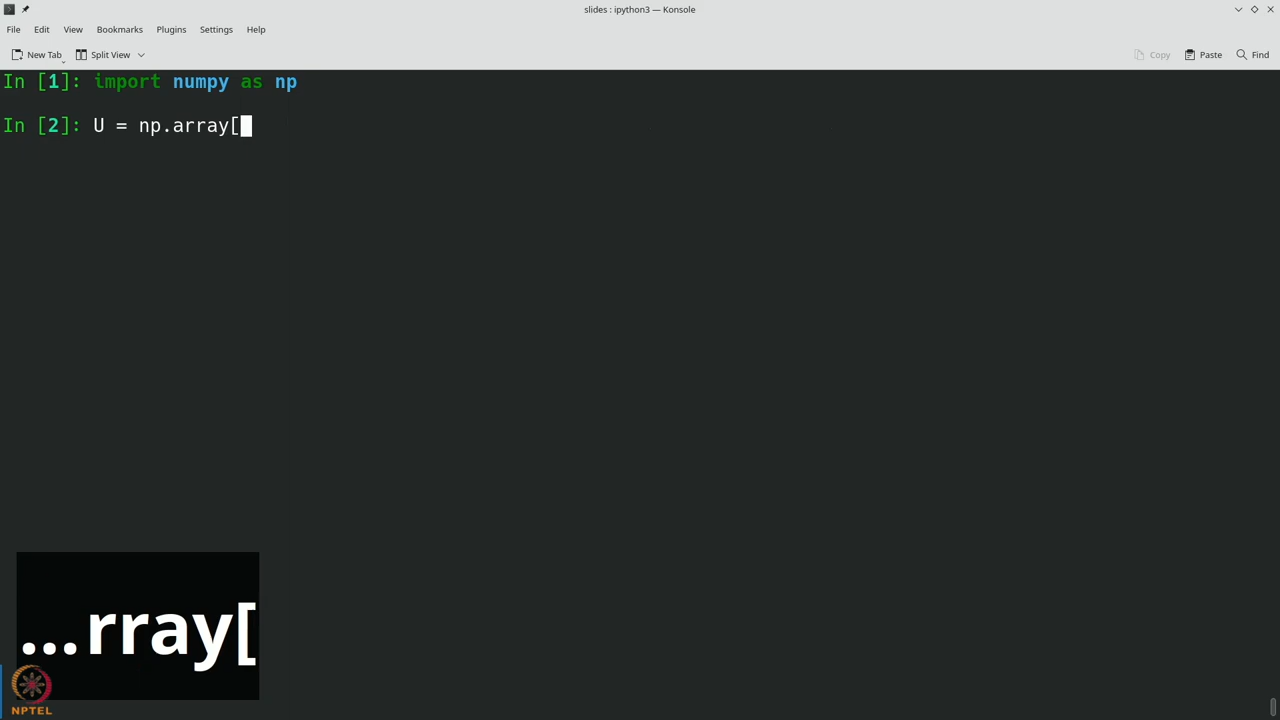 slides : ipython3 — Konsole
File Edit View Bookmarks Plugins Settings Help
New Tab Split View Copy Paste Find
In [1]: import numpy as np
In [2]: U = np.array[
...rray[
NPTEL